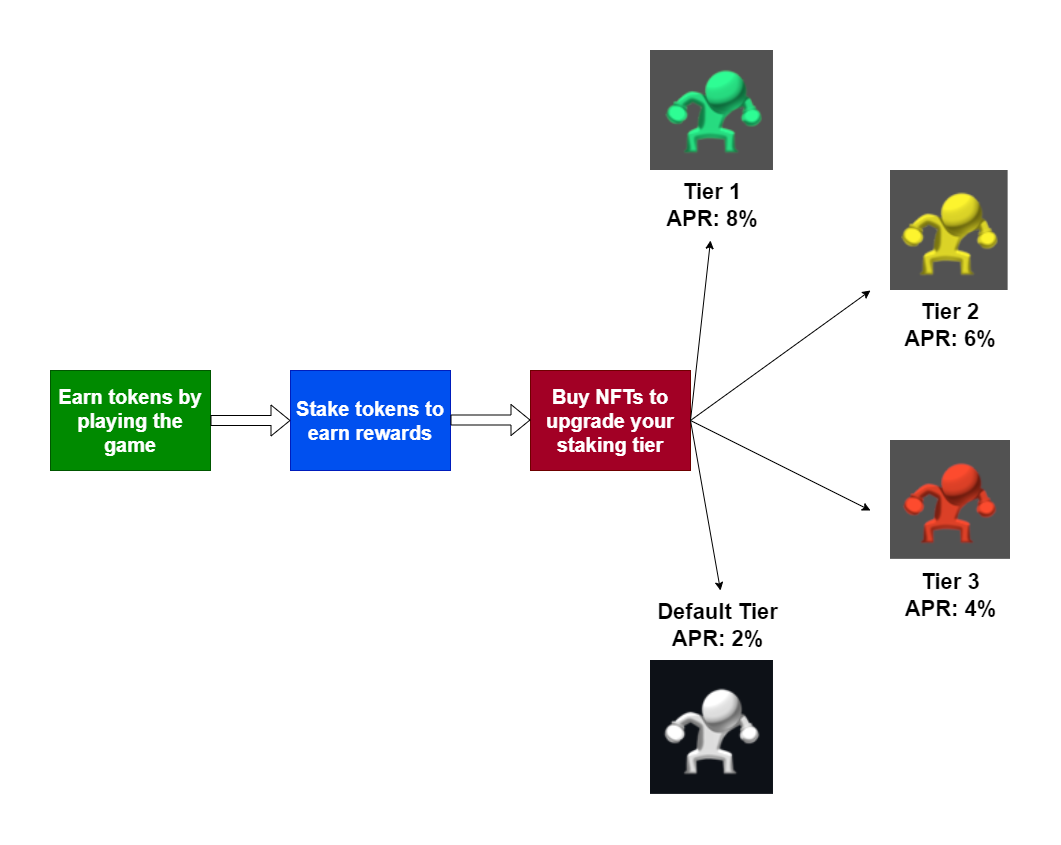 Tier 1
APR: 8%
Tier 2
APR: 6%
Earn tokens by
playing the
game
Stake tokens to
earn rewards
Buy NFTs to
upgrade your
staking tier
Tier 3
APR: 4%
Default Tier
APR: 2%